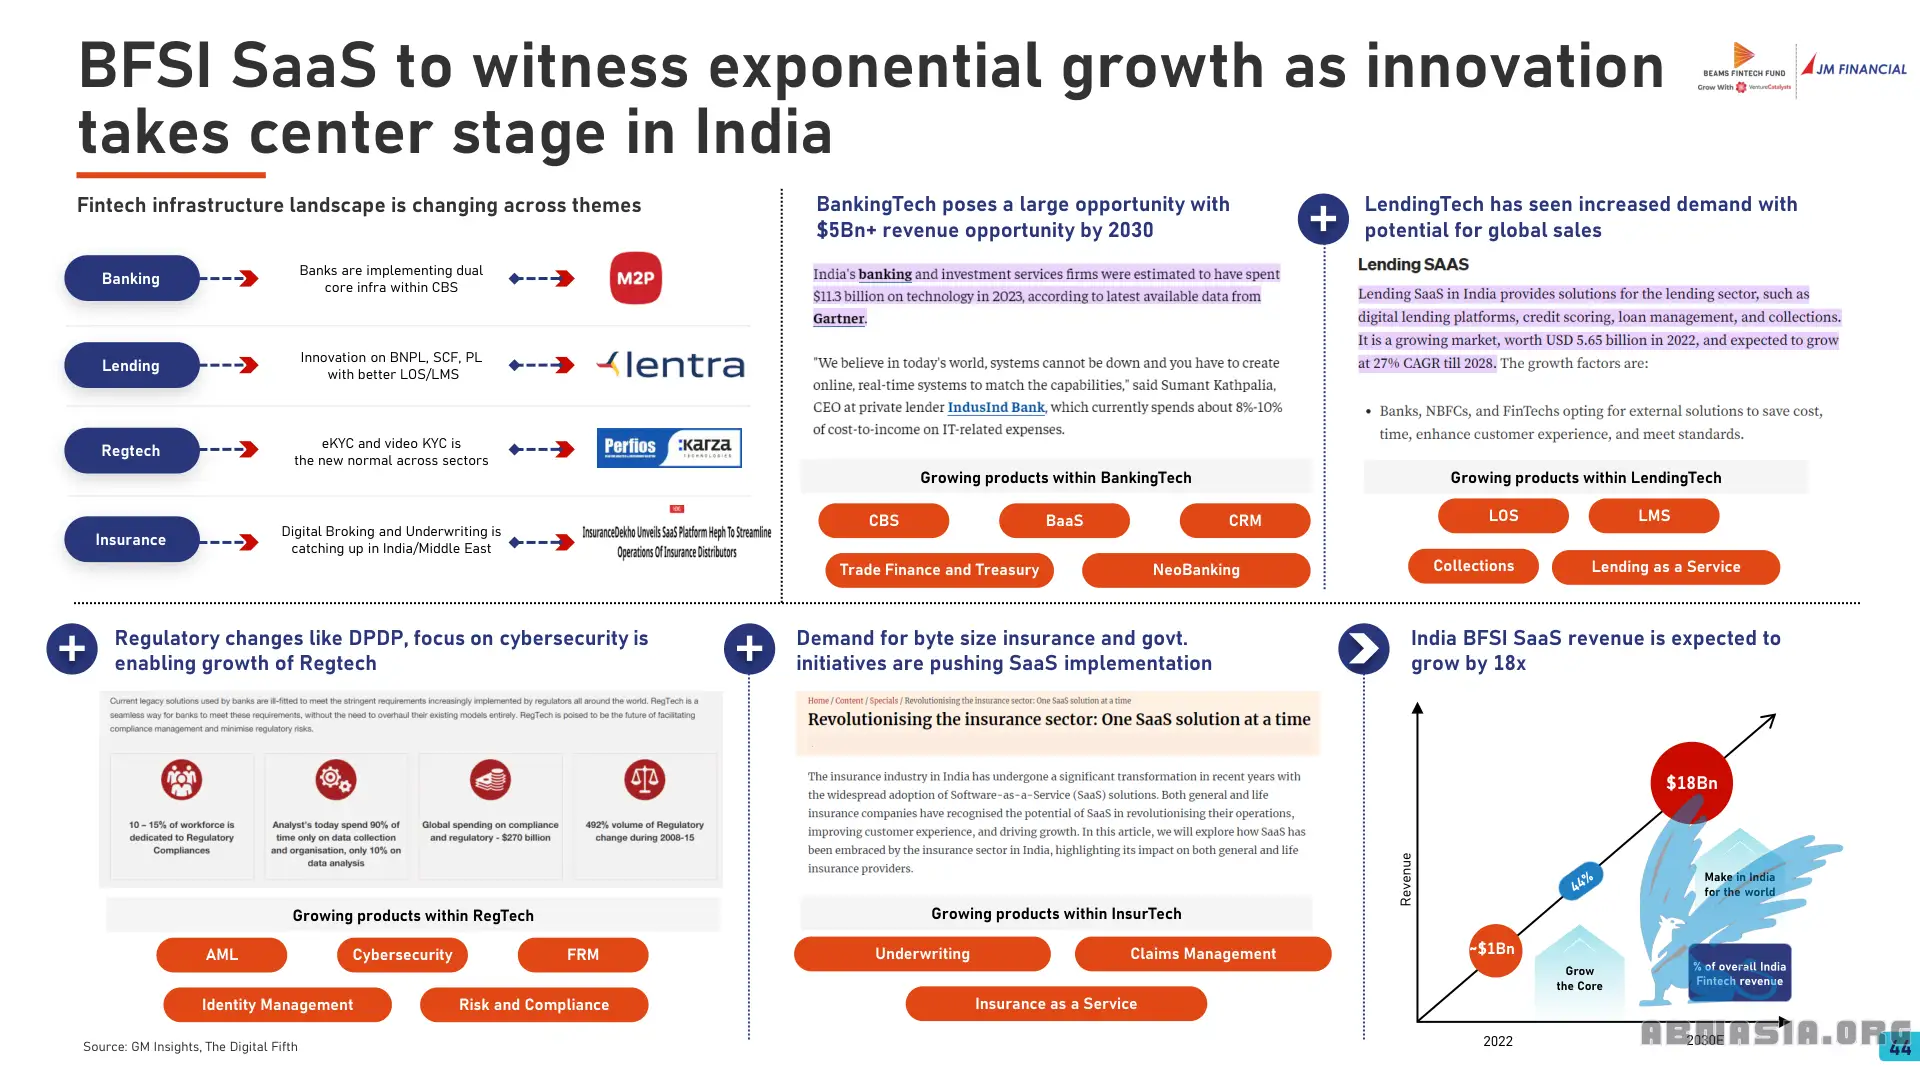 BFSI SaaS to witness exponential growth as innovation
takes center stage in India
BEAMS FINTECH FUND
Grow With VentureCatalysts
JM FINANCIAL
Fintech infrastructure landscape is changing across themes
Banking
Banks are implementing dual
core infra within CBS
M2P
Lending
Innovation on BNPL, SCF, PL
with better LOS/LMS
lentra
Regtech
eKYC and video KYC is
the new normal across sectors
Perfios
:KARZA
TECHNOLOGIES
Insurance
Digital Broking and Underwriting is
catching up in India/Middle East
InsuranceDekho Unveils SaaS Platform Heph To Streamline
Operations Of Insurance Distributors
BankingTech poses a large opportunity with
$5Bn+ revenue opportunity by 2030
India's banking and investment services firms were estimated to have spent
$11.3 billion on technology in 2023, according to latest available data from
Gartner.
"We believe in today's world, systems cannot be down and you have to create
online, real-time systems to match the capabilities," said Sumant Kathpalia,
CEO at private lender IndusInd Bank, which currently spends about 8%-10%
of cost-to-income on IT-related expenses.
Growing products within BankingTech
CBS
BaaS
CRM
Trade Finance and Treasury
NeoBanking
LendingTech has seen increased demand with
potential for global sales
Lending SAAS
Lending SaaS in India provides solutions for the lending sector, such as
digital lending platforms, credit scoring, loan management, and collections.
It is a growing market, worth USD 5.65 billion in 2022, and expected to grow
at 27% CAGR till 2028. The growth factors are:
• Banks, NBFCs, and FinTechs opting for external solutions to save cost,
time, enhance customer experience, and meet standards.
Growing products within LendingTech
LOS
LMS
Collections
Lending as a Service
Regulatory changes like DPDP, focus on cybersecurity is
enabling growth of Regtech
Current legacy solutions used by banks are ill-fitted to meet the stringent requirements increasingly implemented by regulators all around the world. RegTech is a
seamless way for banks to meet these requirements, without the need to overhaul their existing models entirely. RegTech is poised to be the future of facilitating
compliance management and minimise regulatory risks.
10 – 15% of workforce is
dedicated to Regulatory
Compliances
Analyst's today spend 90% of
time only on data collection
and organisation, only 10% on
data analysis
Global spending on compliance
and regulatory - $270 billion
492% volume of Regulatory
change during 2008-15
Growing products within RegTech
AML
Cybersecurity
FRM
Identity Management
Risk and Compliance
Demand for byte size insurance and govt.
initiatives are pushing SaaS implementation
Home / Content / Specials / Revolutionising the insurance sector: One SaaS solution at a time
Revolutionising the insurance sector: One SaaS solution at a time
The insurance industry in India has undergone a significant transformation in recent years with
the widespread adoption of Software-as-a-Service (SaaS) solutions. Both general and life
insurance companies have recognised the potential of SaaS in revolutionising their operations,
improving customer experience, and driving growth. In this article, we will explore how SaaS has
been embraced by the insurance sector in India, highlighting its impact on both general and life
insurance providers.
Growing products within InsurTech
Underwriting
Claims Management
Insurance as a Service
India BFSI SaaS revenue is expected to
grow by 18x
Revenue
$18Bn
44%
~$1Bn
Make in India
for the world
Grow
the Core
% of overall India
Fintech revenue
2022
2030E
ABMASIA.ORG
44
Source: GM Insights, The Digital Fifth